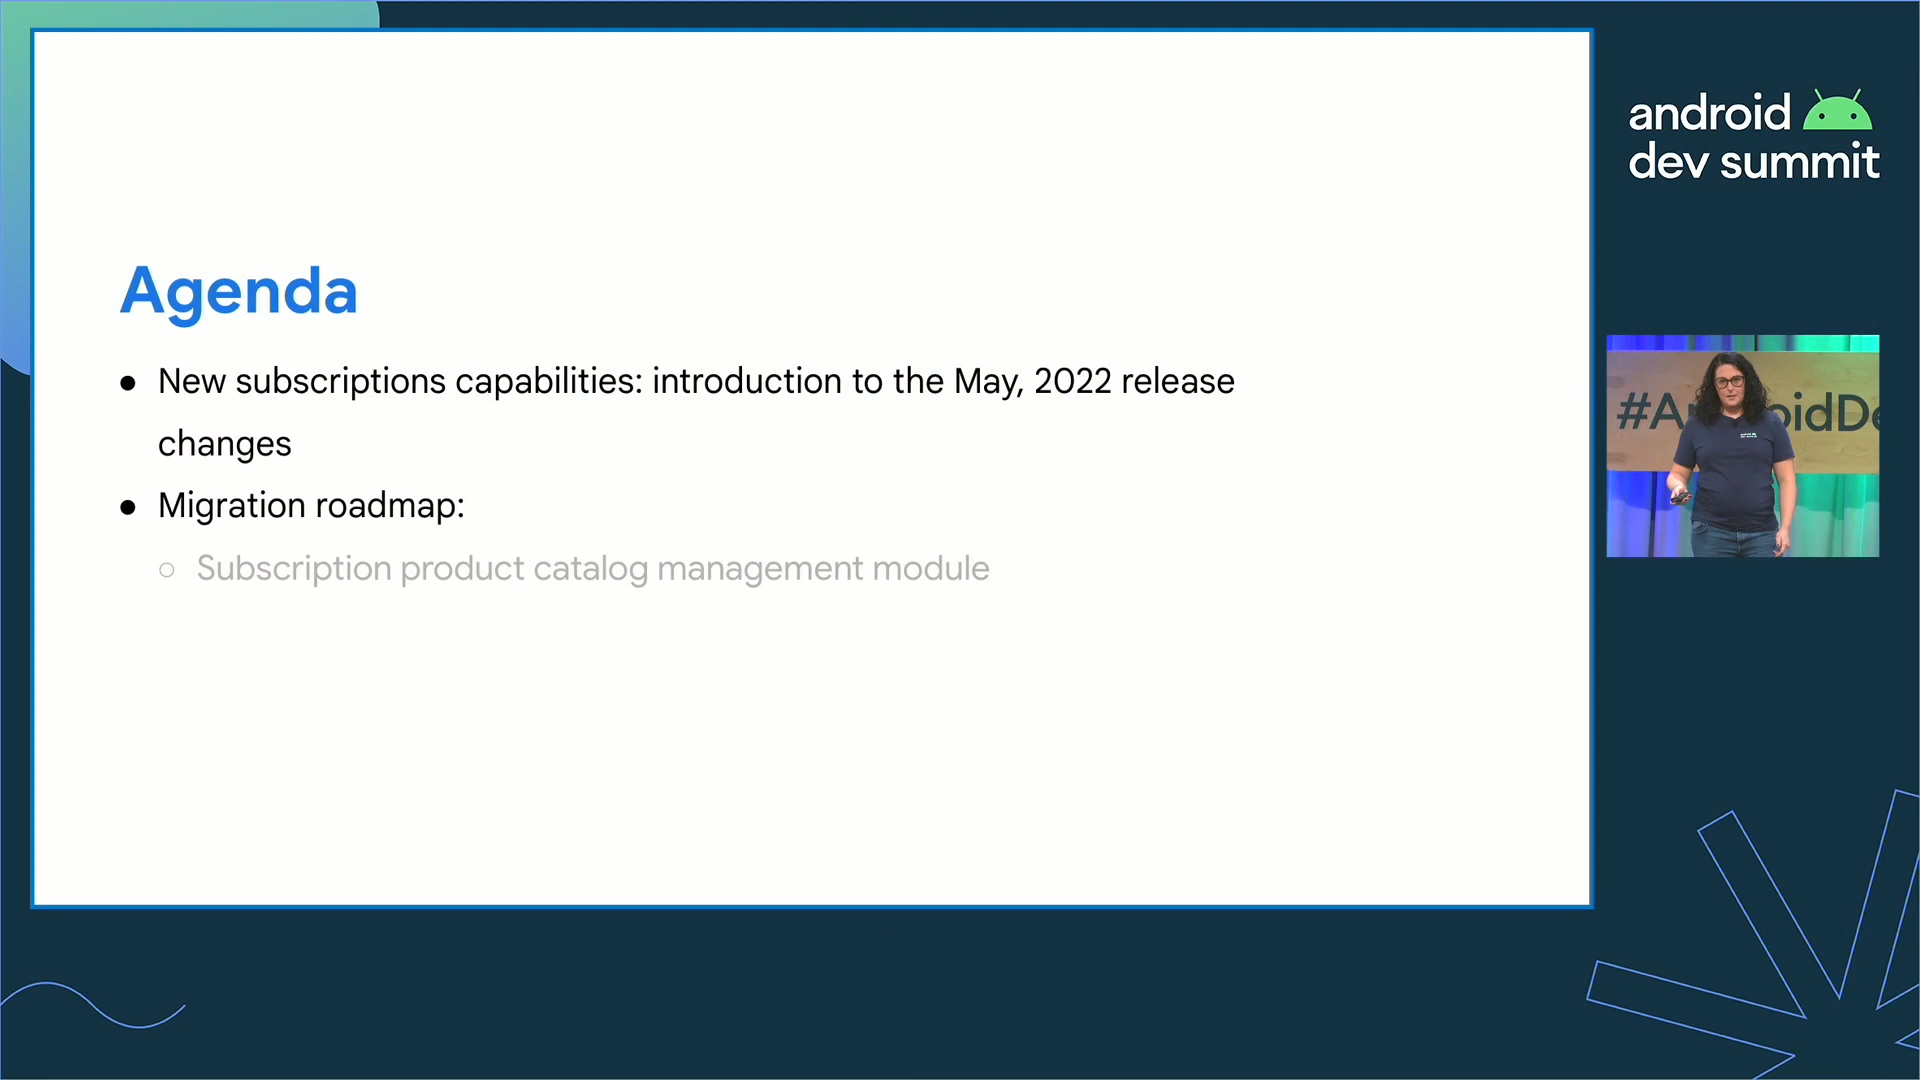 Agenda
● New subscriptions capabilities: introduction to the May, 2022 release
changes
● Migration roadmap:
○ Subscription product catalog management module
android
dev summit
#AndroidDe